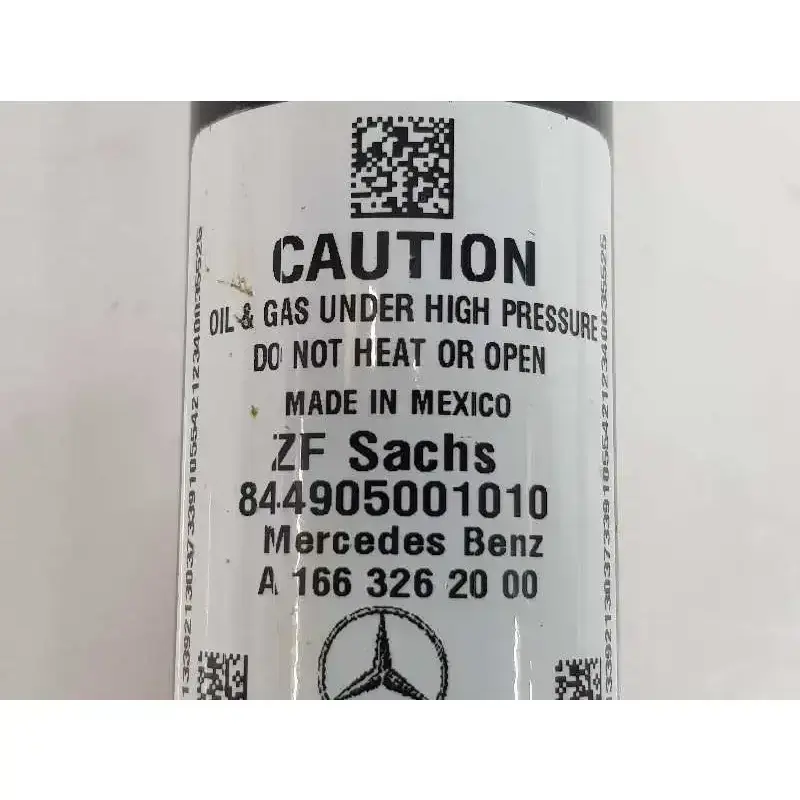 CAUTION
OIL & GAS UNDER HIGH PRESSURE
DO NOT HEAT OR OPEN
MADE IN MEXICO
ZF Sachs
844905001010
Mercedes Benz
A 166 326 20 00